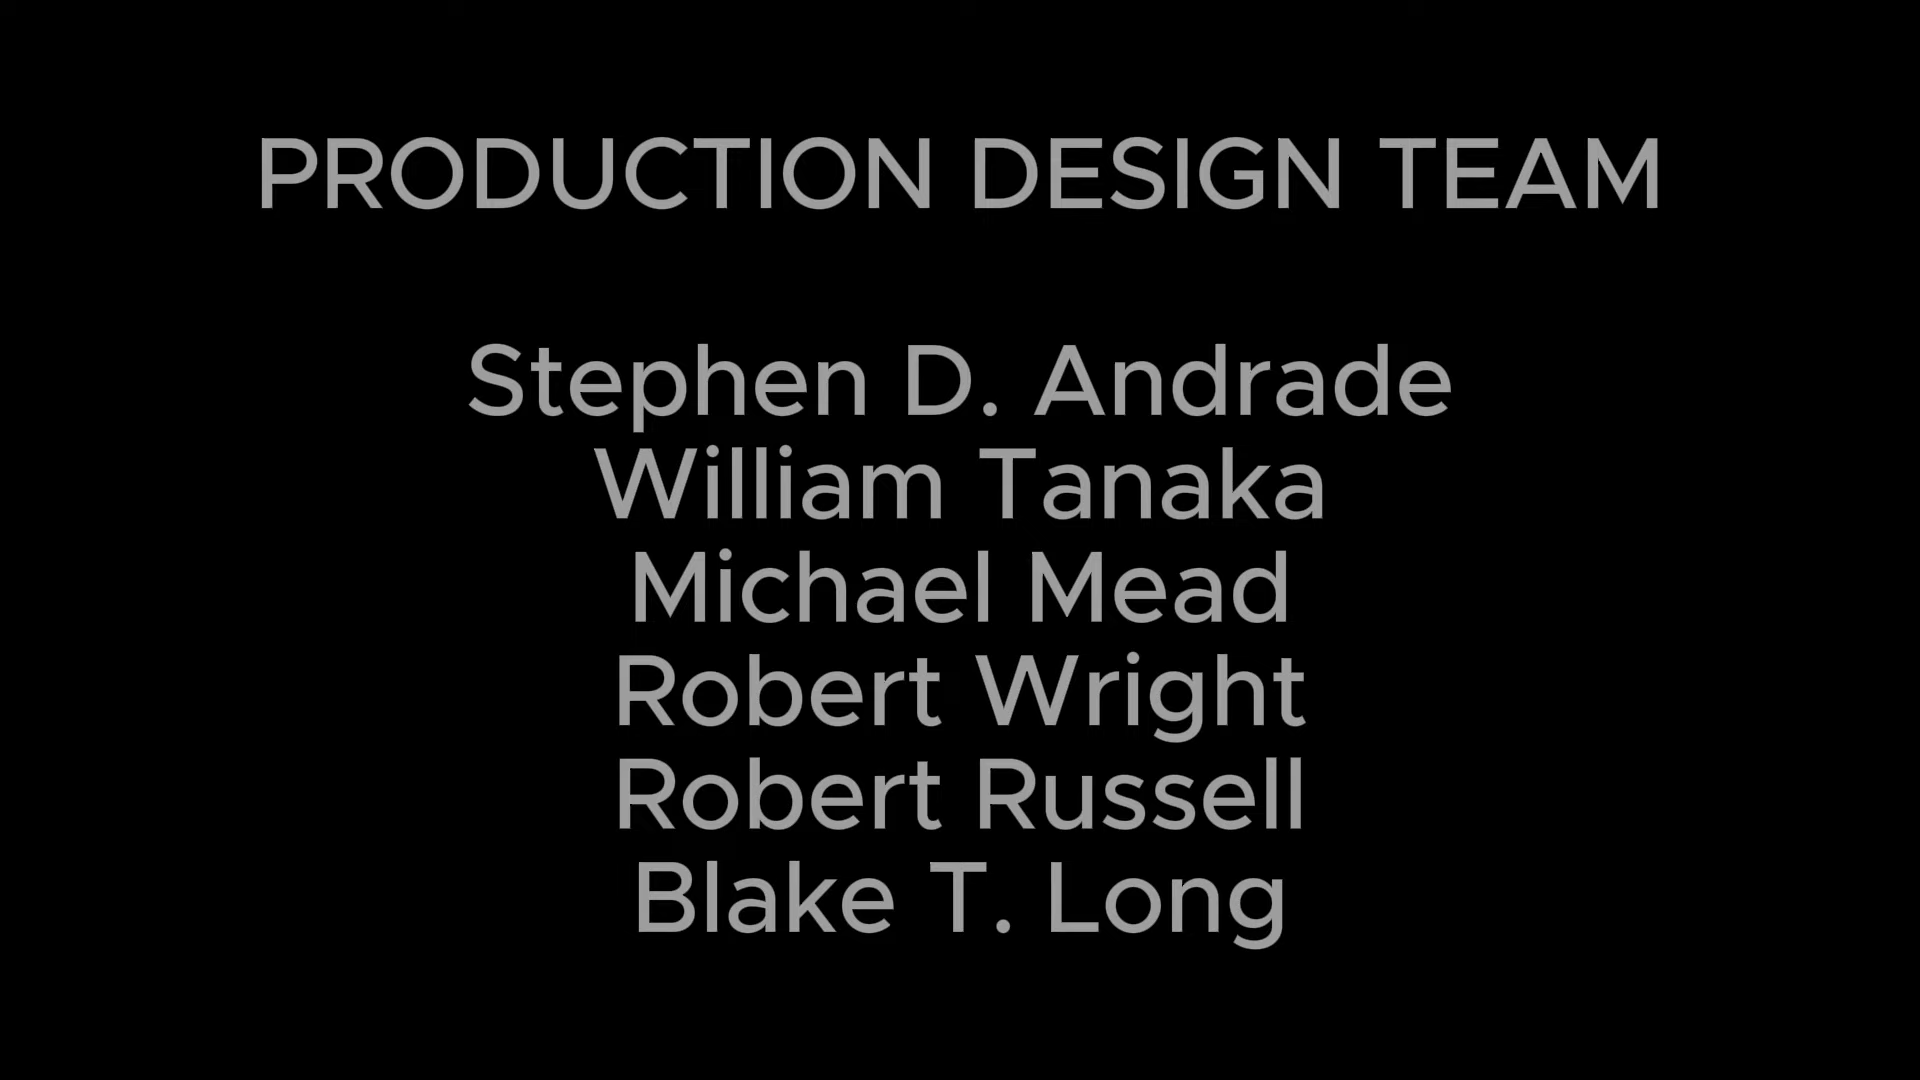 PRODUCTION DESIGN TEAM
Stephen D. Andrade
William Tanaka
Michael Mead
Robert Wright
Robert Russell
Blake T. Long